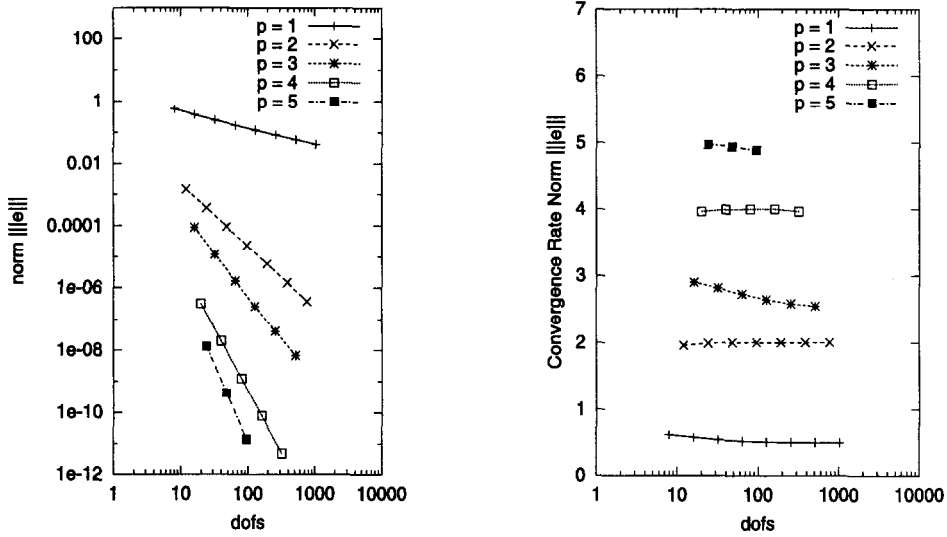 100
p = 1
p = 2
1
p = 3
p = 4
p = 5
0.01
norm |||e|||
0.0001
1e-06
1e-08
1e-10
1e-12
1
10
100
1000
10000
dofs
7
p = 1
p = 2
6
p = 3
p = 4
p = 5
5
Convergence Rate Norm |||e|||
4
3
2
1
0
1
10
100
1000
10000
dofs